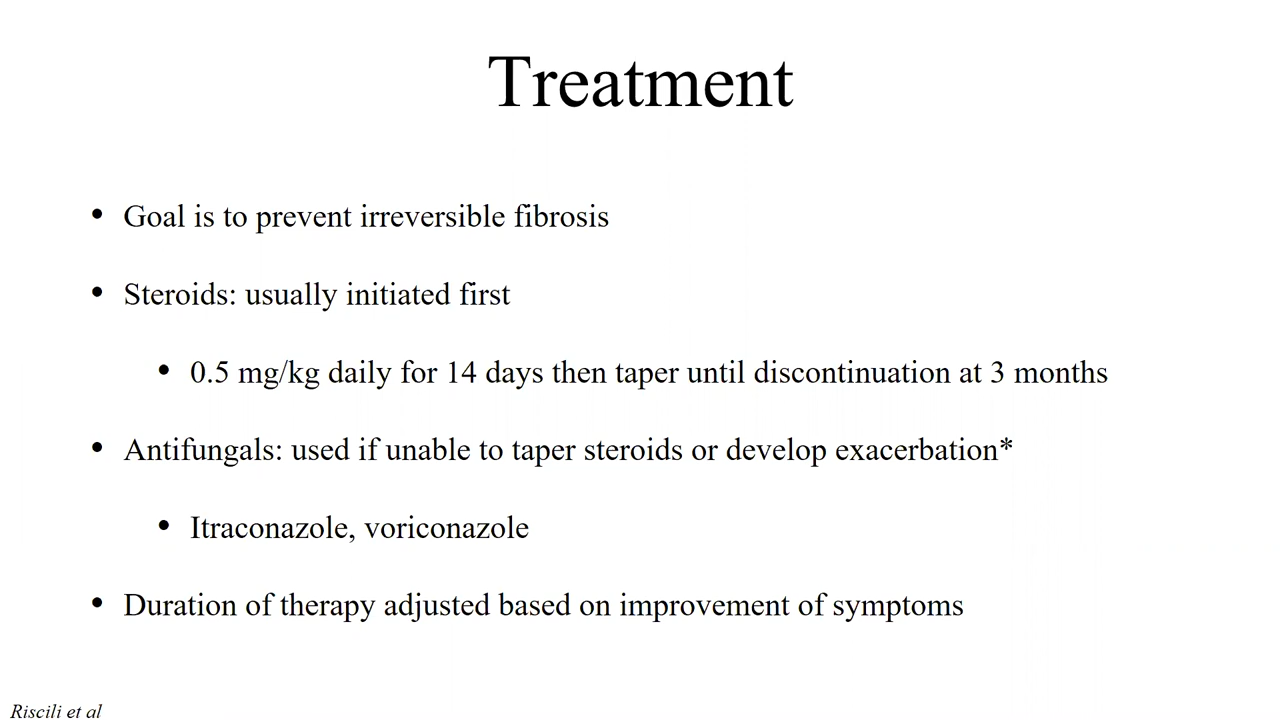 Treatment
• Goal is to prevent irreversible fibrosis
• Steroids: usually initiated first
• 0.5 mg/kg daily for 14 days then taper until discontinuation at 3 months
• Antifungals: used if unable to taper steroids or develop exacerbation*
• Itraconazole, voriconazole
• Duration of therapy adjusted based on improvement of symptoms
Riscili et al